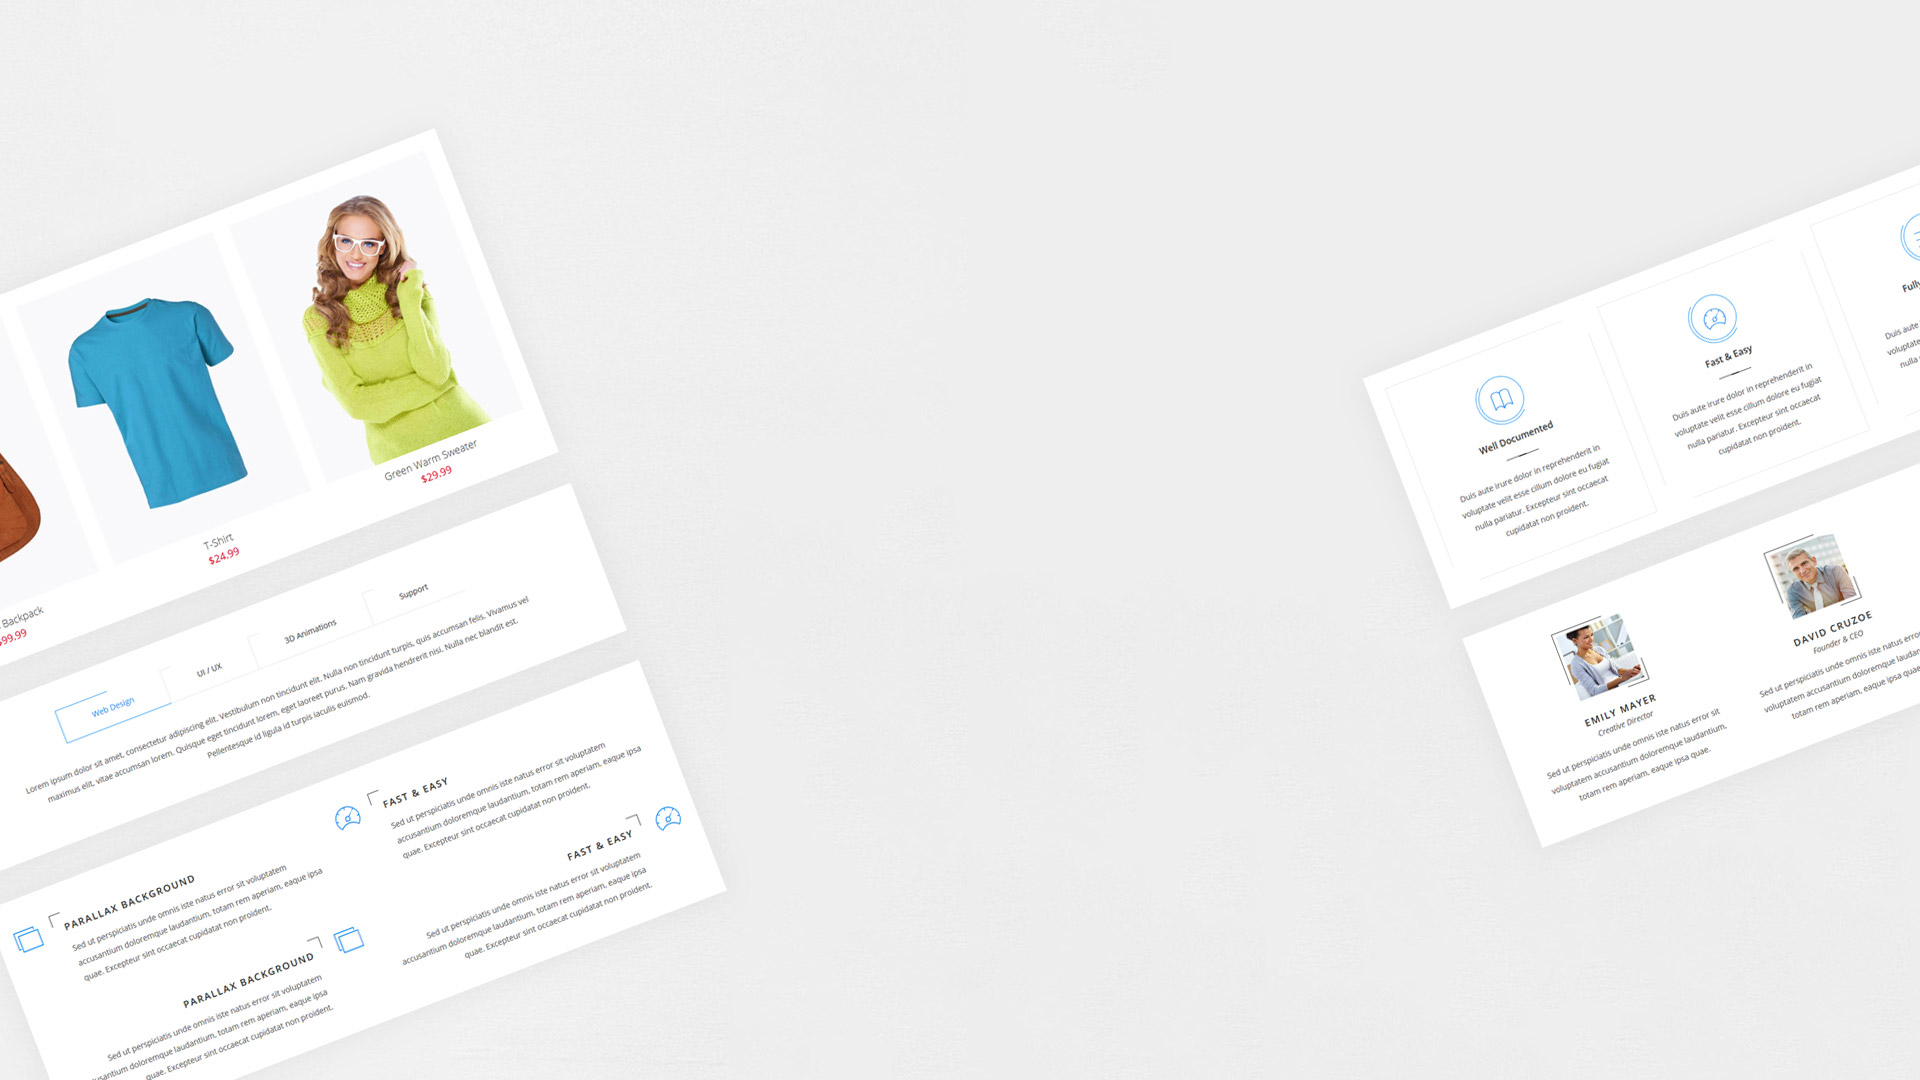 Backpack
$99.99
T-Shirt
$24.99
Green Warm Sweater
$29.99
Web Design
UI / UX
3D Animations
Support
Lorem ipsum dolor sit amet, consectetur adipiscing elit. Vestibulum non tincidunt elit. Nulla non tincidunt turpis, quis accumsan felis. Vivamus vel
maximus elit, vitae accumsan lorem. Quisque eget tincidunt lorem, eget laoreet purus. Nam gravida hendrerit nisl. Nulla nec blandit est.
Pellentesque id ligula id turpis iaculis euismod.
PARALLAX BACKGROUND
Sed ut perspiciatis unde omnis iste natus error sit voluptatem
accusantium doloremque laudantium, totam rem aperiam, eaque ipsa
quae. Excepteur sint occaecat cupidatat non proident.
FAST & EASY
Sed ut perspiciatis unde omnis iste natus error sit voluptatem
accusantium doloremque laudantium, totam rem aperiam, eaque ipsa
quae. Excepteur sint occaecat cupidatat non proident.
PARALLAX BACKGROUND
Sed ut perspiciatis unde omnis iste natus error sit voluptatem
doloremque laudantium, totam rem aperiam, eaque ipsa
quae. Excepteur sint occaecat cupidatat non proident.
FAST & EASY
Sed ut perspiciatis unde omnis iste natus error sit voluptatem
accusantium doloremque laudantium, totam rem aperiam, eaque ipsa
quae. Excepteur sint occaecat cupidatat non proident.
Well Documented
Duis aute irure dolor in reprehenderit in
voluptate velit esse cillum dolore eu fugiat
nulla pariatur. Excepteur sint occaecat
cupidatat non proident.
Fast & Easy
Duis aute irure dolor in reprehenderit in
voluptate velit esse cillum dolore eu fugiat
nulla pariatur. Excepteur sint occaecat
cupidatat non proident.
Fully
Duis aute
voluptate
nulla
EMILY MAYER
Creative Director
Sed ut perspiciatis unde omnis iste natus error sit
voluptatem accusantium doloremque laudantium,
totam rem aperiam, eaque ipsa quae.
DAVID CRUZOE
Founder & CEO
Sed ut perspiciatis unde omnis iste natus error
voluptatem accusantium doloremque
totam rem aperiam, eaque ipsa